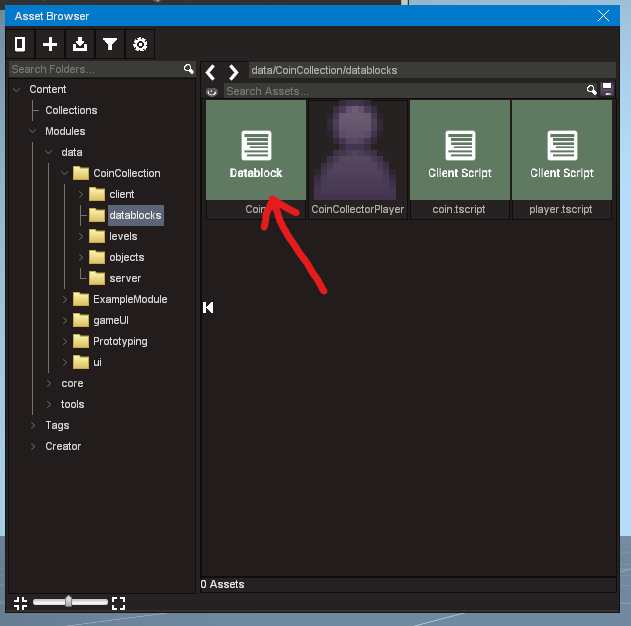 Asset Browser
Search Folders...
data/CoinCollection/datablocks
Search Assets...
Content
Collections
Modules
data
CoinCollection
client
datablocks
levels
objects
server
ExampleModule
gameUI
Prototyping
ui
core
tools
Tags
Creator
Datablock
Client Script
Client Script
Coin
CoinCollectorPlayer
coin.tscript
player.tscript
0 Assets